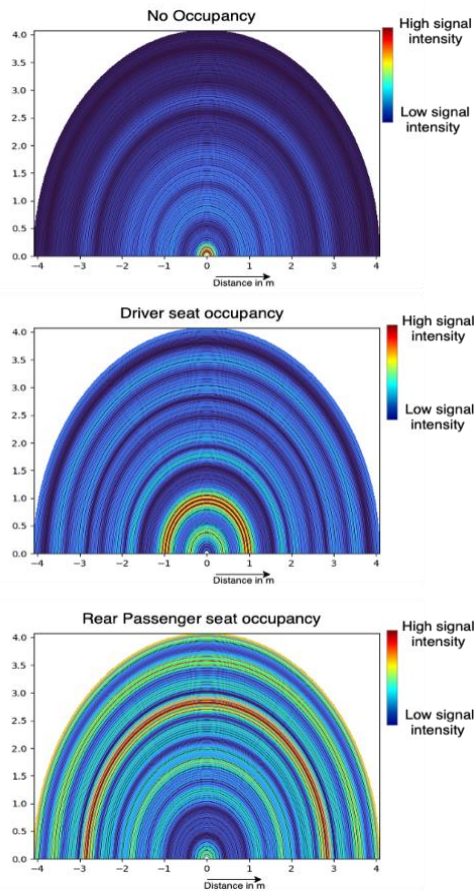 No Occupancy
High signal
intensity
Low signal
intensity
4.0
3.5
3.0
2.5
2.0
1.5
1.0
0.5
0.0
−4 −3 −2 −1 0 1 2 3 4
Distance in m
Driver seat occupancy
High signal
intensity
Low signal
intensity
4.0
3.5
3.0
2.5
2.0
1.5
1.0
0.5
0.0
−4 −3 −2 −1 0 1 2 3 4
Distance in m
Rear Passenger seat occupancy
High signal
intensity
Low signal
intensity
4.0
3.5
3.0
2.5
2.0
1.5
1.0
0.5
0.0
−4 −3 −2 −1 0 1 2 3 4
Distance in m